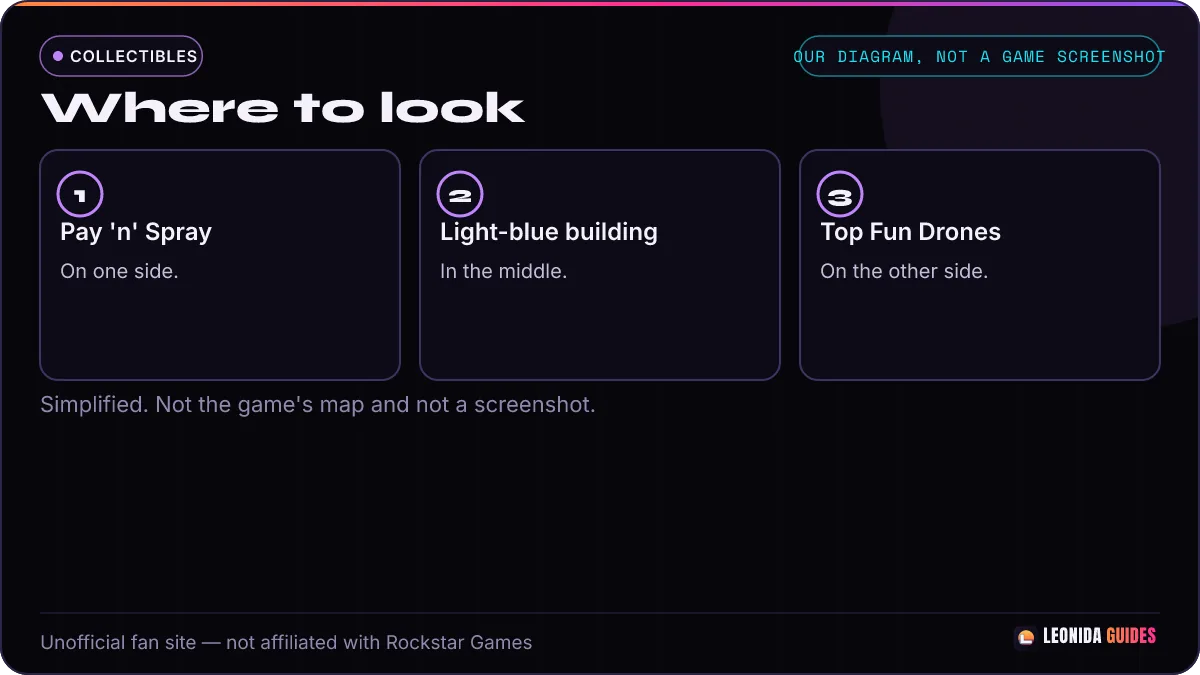 COLLECTIBLES
OUR DIAGRAM, NOT A GAME SCREENSHOT
Where to look
1
Pay 'n' Spray
On one side.
2
Light-blue building
In the middle.
3
Top Fun Drones
On the other side.
Simplified. Not the game's map and not a screenshot.
Unofficial fan site — not affiliated with Rockstar Games
LEONIDA GUIDES